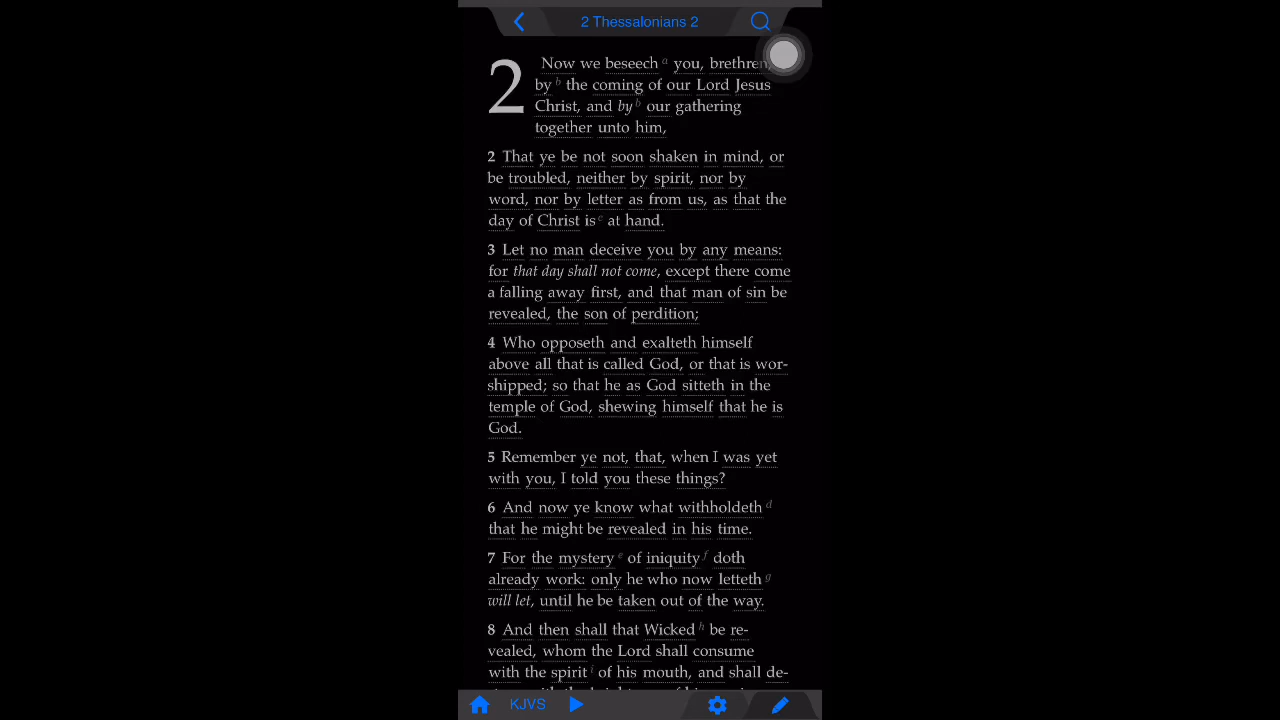 2 Thessalonians 2
2 Now we beseech a you, brethren,
by b the coming of our Lord Jesus
Christ, and by b our gathering
together unto him,
2 That ye be not soon shaken in mind, or
be troubled, neither by spirit, nor by
word, nor by letter as from us, as that the
day of Christ is c at hand.
3 Let no man deceive you by any means:
for that day shall not come, except there come
a falling away first, and that man of sin be
revealed, the son of perdition;
4 Who opposeth and exalteth himself
above all that is called God, or that is wor-
shipped; so that he as God sitteth in the
temple of God, shewing himself that he is
God.
5 Remember ye not, that, when I was yet
with you, I told you these things?
6 And now ye know what withholdeth d
that he might be revealed in his time.
7 For the mystery e of iniquity f doth
already work: only he who now letteth g
will let, until he be taken out of the way.
8 And then shall that Wicked h be re-
vealed, whom the Lord shall consume
with the spirit i of his mouth, and shall de-
KJVS